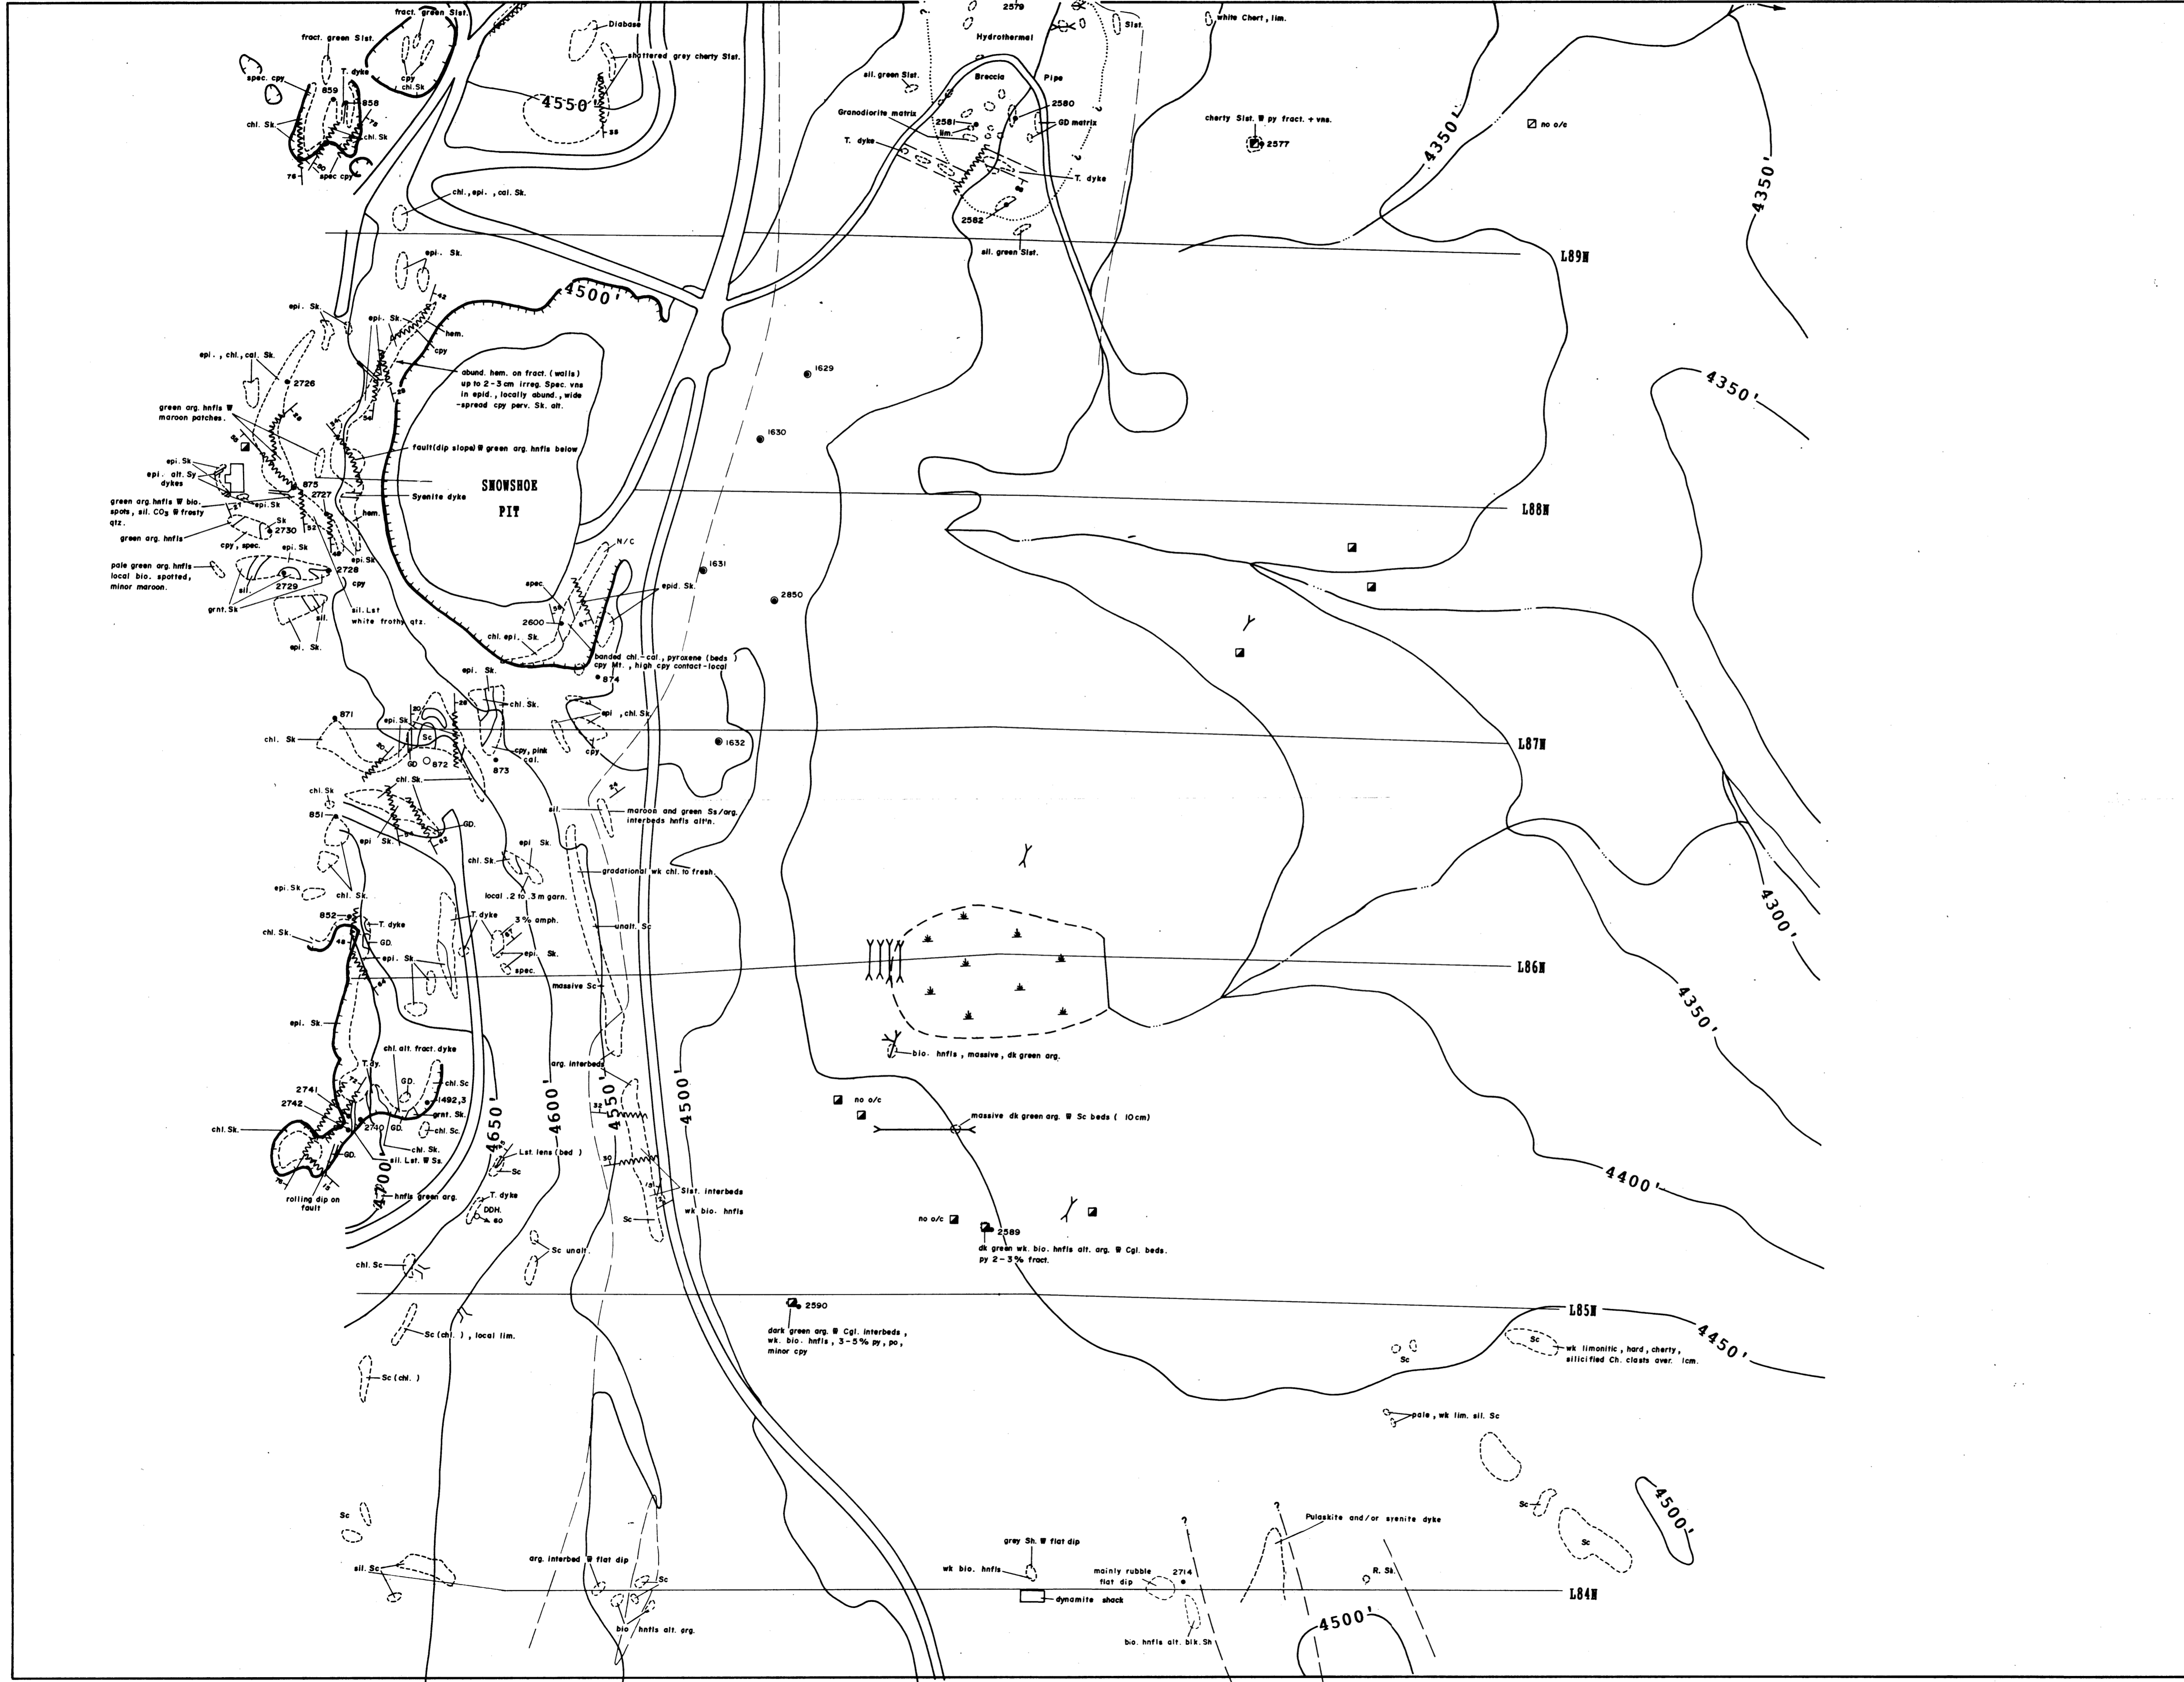 fract. green Slst.
Diabase
2579
Slst.
white Chert, lim.
fract. green Slst.
Hydrothermal
shattered grey cherty Slst.
spec. cpy
T. dyke
cpy
chl. Sk
sil. green Slst.
Breccia
Pipe
859
858
4550'
2580
78
Granodiorite matrix
2581
GD matrix
chl. Sk.
chl. Sk
lim.
cherty Slst. W py fract. + vns.
no o/c
T. dyke
2577
4350'
35
76
50
spec cpy
T. dyke
4350'
chl., epi., cal. Sk.
2582
sil. green Slst.
L89N
epi. Sk.
42
4500'
epi. Sk.
epi. Sk.
hem.
cpy
epi., chl., cal. Sk.
2726
abund. hem. on fract. (walls)
up to 2-3 cm irreg. Spec. vns
in epid., locally abund., wide
-spread cpy perv. Sk. alt.
1629
4350'
green arg. hnfls W
maroon patches.
1630
fault (dip slope) W green arg. hnfls below
epi. Sk
epi. alt. Sy
dykes
875
2727
Syenite dyke
SNOWSHOE
PIT
green arg. hnfls W bio.
spots, sil. CO3 W frosty
qtz.
epi. Sk
Sk
2730
52
hem.
L88N
green arg. hnfls
cpy, spec.
epi. Sk
epi. Sk
N/C
pale green arg. hnfls
local bio. spotted,
minor maroon.
2728
2729
sil.
cpy
spec.
epid. Sk.
1631
grnt. Sk
sil.
sil. Lst
white frothy qtz.
2850
2600
epi. Sk.
chl. epi. Sk.
banded chl.-cal., pyroxene (beds )
cpy Mt., high cpy contact-local
874
epi. Sk.
chl. Sk.
871
20
28
epi. Sk
epi , chl. Sk.
chl. Sk
Sc
1632
L87N
20
cpy, pink
cal.
cpy
GD
872
873
chl. Sk.
24
chl. Sk
851
sil.
maroon and green Ss/arg.
interbeds hnfls alt'n.
GD.
62
epi Sk.
epi Sk.
chl. Sk.
gradational wk chl. to fresh.
epi. Sk
chl. Sk.
local .2 to .3 m garn.
4300'
852
T. dyke
T. dyke
3% amph.
unalt. Sc
chl. Sk.
GD.
48
epi. Sk.
epi. Sk.
spec.
L86N
64
massive Sc
epi. Sk.
4350'
chl. alt. fract. dyke
bio. hnfls, massive, dk green arg.
T. dy.
arg. interbeds
72
GD.
chl. Sc
2741
1492,3
2742
grnt. Sk.
no o/c
4650'
4600'
4550'
4500'
32
massive dk green arg. W Sc beds ( 10cm)
chl. Sk.
2740
GD.
chl. Sc.
chl. Sk.
GD.
sil. Lst. W Ss.
Lst. lens (bed )
Sc
30
4400'
4700'
rolling dip on
fault
hnfls green arg.
T. dyke
DDH.
60
Slst. interbeds
wk bio. hnfls
Sc
no o/c
2589
dk green wk. bio. hnfls alt. arg. W Cgl. beds.
py 2-3% fract.
Sc unalt.
chl. Sc
2590
L85N
Sc (chl. ) , local lim.
dark green arg. W Cgl. interbeds,
wk. bio. hnfls, 3-5% py, po,
minor cpy
4450'
Sc
wk limonitic, hard, cherty,
silicified Ch. clasts aver. 1cm.
Sc
Sc (chl. )
pale, wk lim. sil. Sc
Sc
Sc
4500'
?
?
Pulaskite and/or syenite dyke
grey Sh. W flat dip
Sc
arg. interbed W flat dip
sil. Sc
wk bio. hnfls
mainly rubble
flat dip
2714
R. Sk.
Sc
dynamite shack
L84N
4500'
bio hnfls alt. arg.
bio. hnfls alt. blk. Sh